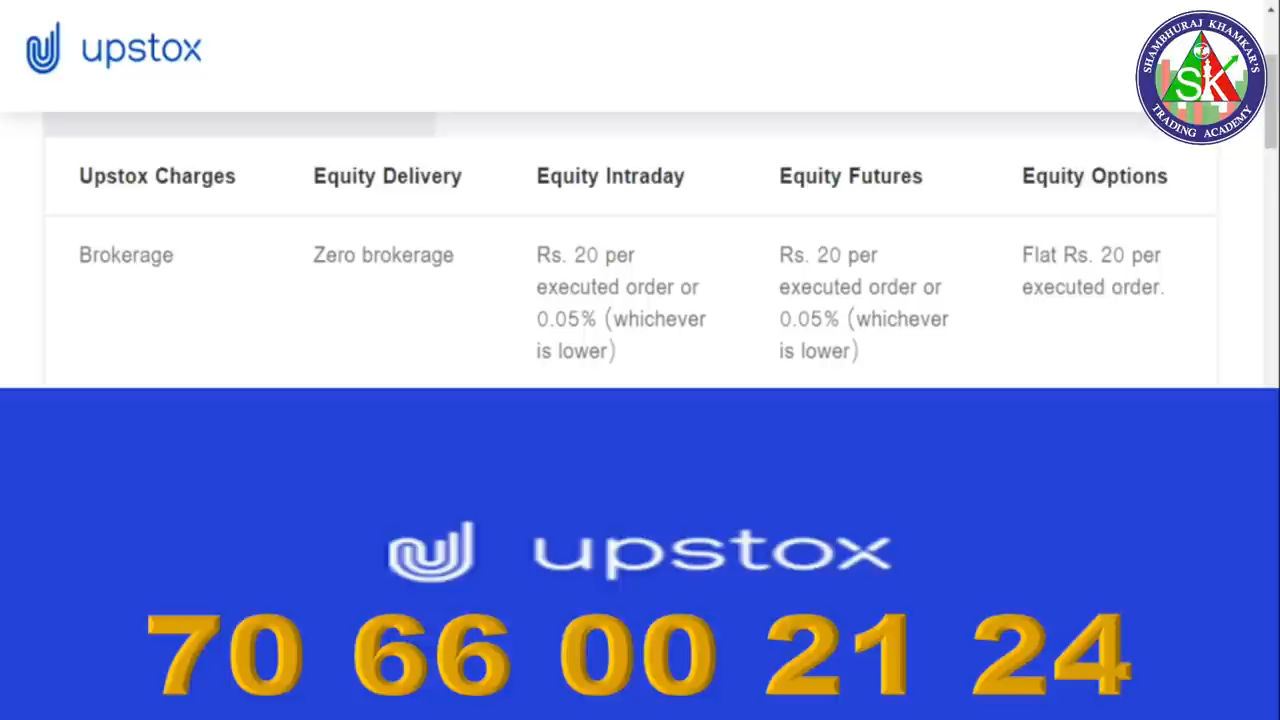 upstox
SHAMBHURAJ KHAMKAR'S
SK
TRADING ACADEMY
Upstox Charges Equity Delivery Equity Intraday Equity Futures Equity Options
Brokerage Zero brokerage Rs. 20 per Rs. 20 per Flat Rs. 20 per
executed order or executed order or executed order.
0.05% (whichever 0.05% (whichever
is lower) is lower)
upstox
70 66 00 21 24